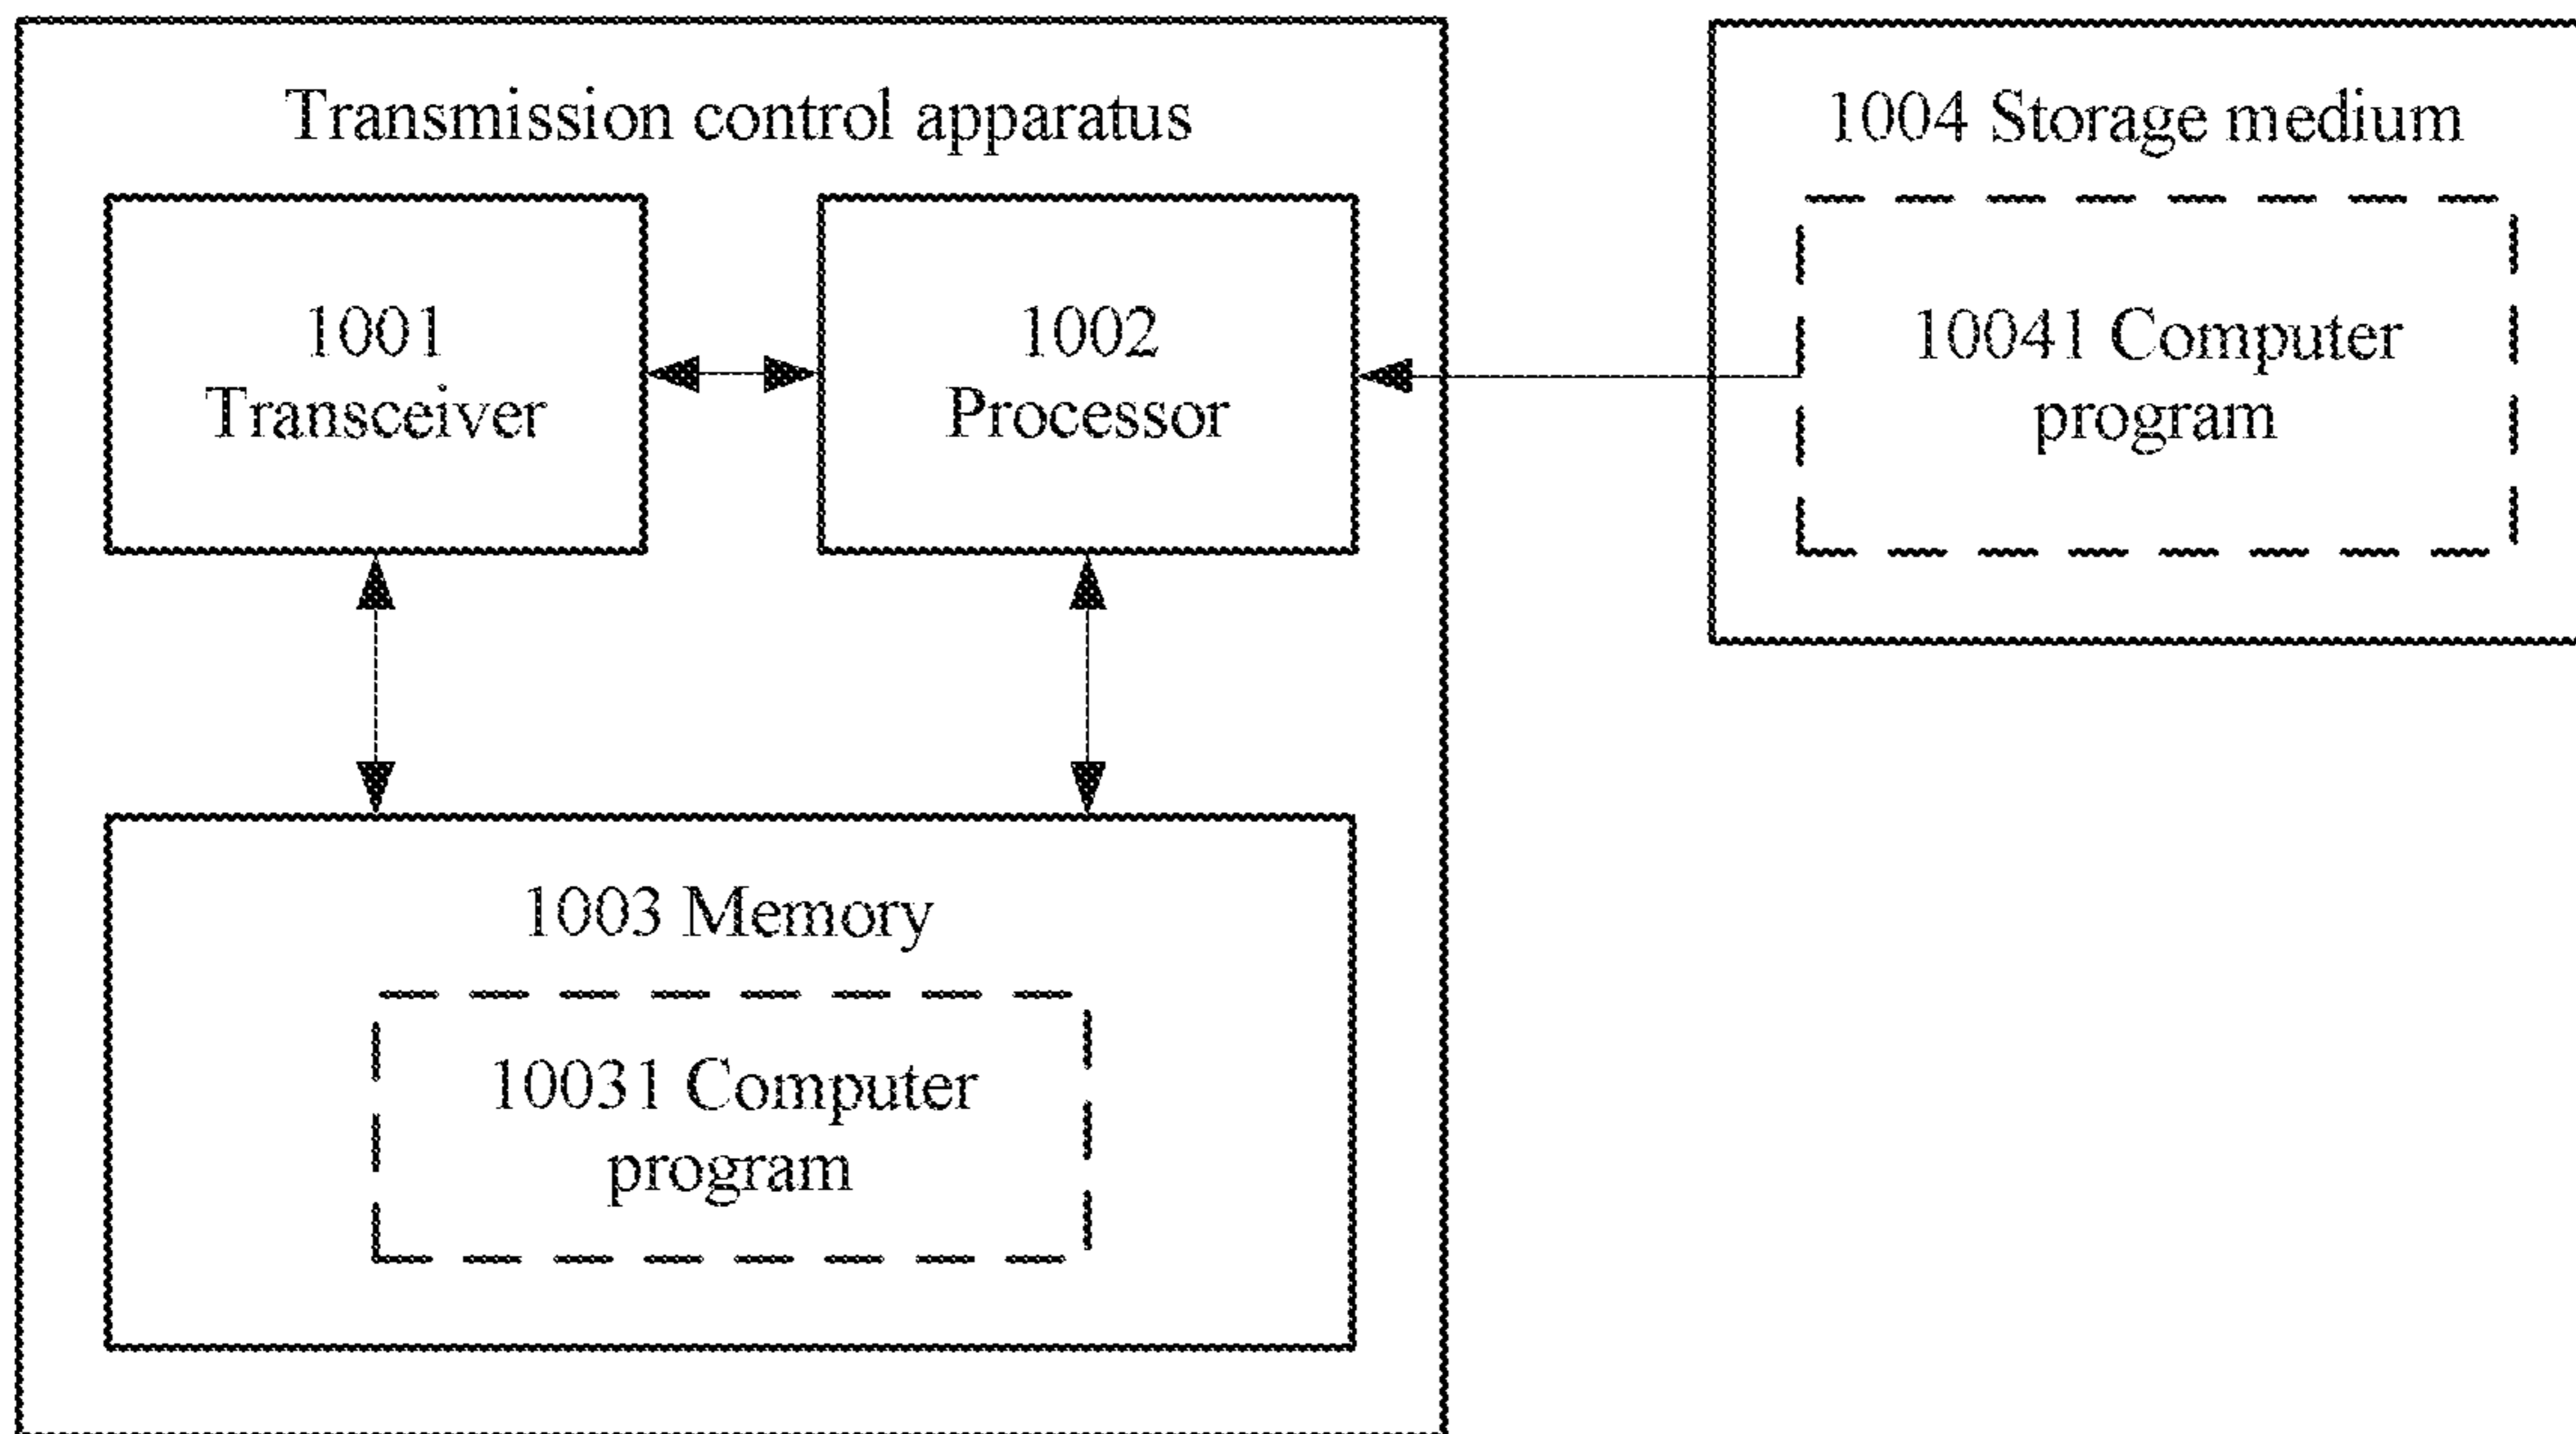 Transmission control apparatus
1004 Storage medium
1001
Transceiver
1002
Processor
10041 Computer
program
1003 Memory
10031 Computer
program